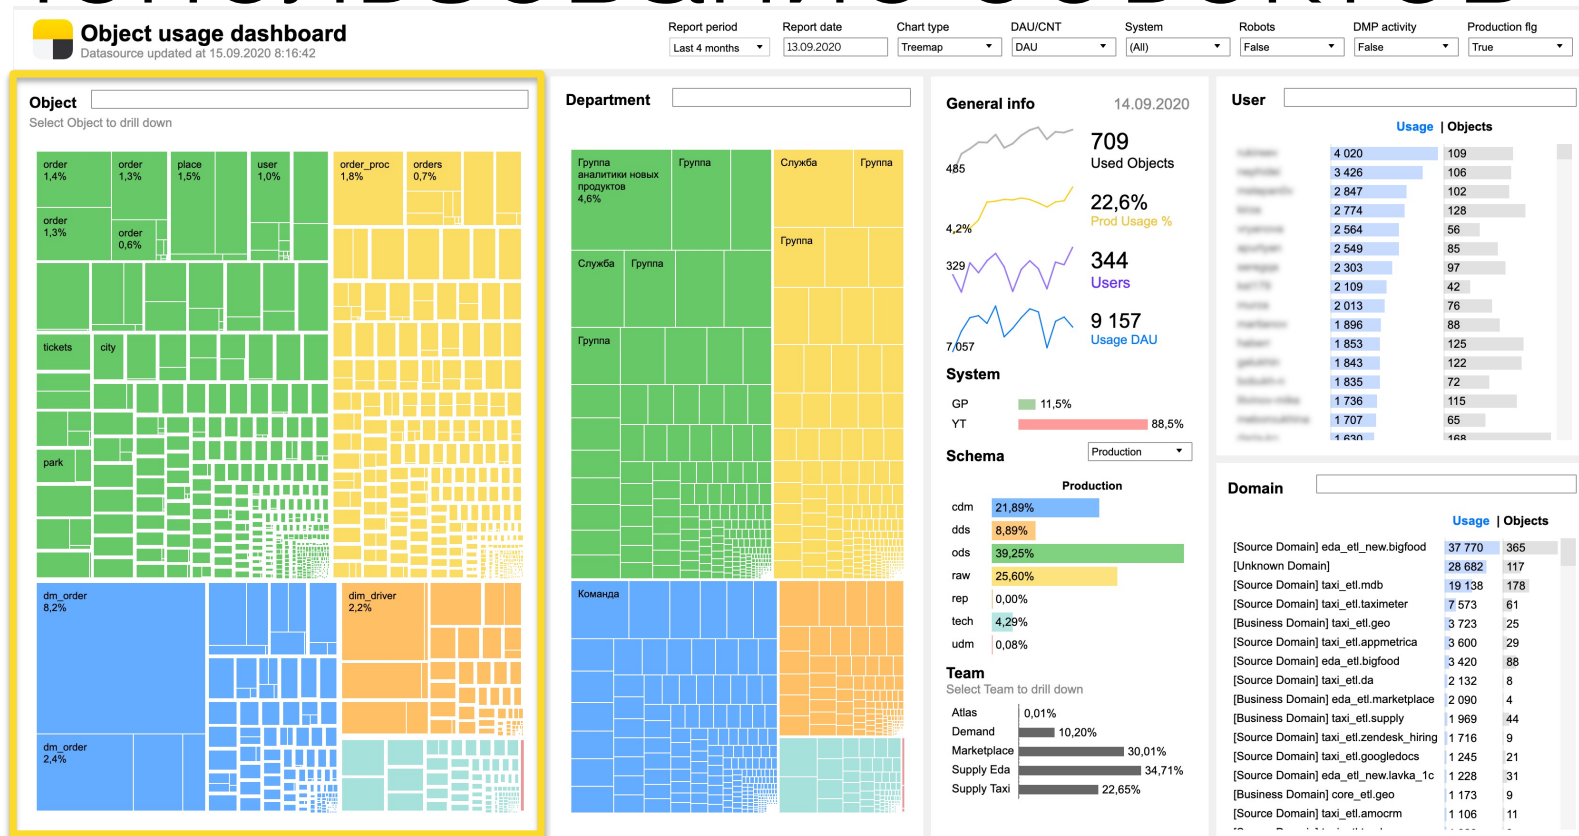 Object usage dashboard
Datasource updated at 15.09.2020 8:16:42
Report period
Last 4 months
Report date
13.09.2020
Chart type
Treemap
DAU/CNT
DAU
System
(All)
Robots
False
DMP activity
False
Production flg
True
Object
Select Object to drill down
order
1,4%
order
1,3%
place
1,5%
user
1,0%
order_proc
1,8%
orders
0,7%
order
1,3%
order
0,6%
tickets
city
park
dm_order
8,2%
dim_driver
2,2%
dm_order
2,4%
Department
Группа
аналитики новых
продуктов
4,6%
Группа
Служба
Группа
Группа
Служба
Группа
Группа
Команда
General info
14.09.2020
485
709
Used Objects
4,2%
22,6%
Prod Usage %
329
344
Users
7 057
9 157
Usage DAU
System
GP
11,5%
YT
88,5%
Schema
Production
Production
cdm
21,89%
dds
8,89%
ods
39,25%
raw
25,60%
rep
0,00%
tech
4,29%
udm
0,08%
Team
Select Team to drill down
Atlas
0,01%
Demand
10,20%
Marketplace
30,01%
Supply Eda
34,71%
Supply Taxi
22,65%
User
Usage | Objects
4 020 109
3 426 106
2 847 102
2 774 128
2 564 56
2 549 85
2 303 97
2 109 42
2 013 76
1 896 88
1 853 125
1 843 122
1 835 72
1 736 115
1 707 65
1 630 168
Domain
Usage | Objects
[Source Domain] eda_etl_new.bigfood 37 770 365
[Unknown Domain] 28 682 117
[Source Domain] taxi_etl.mdb 19 138 178
[Source Domain] taxi_etl.taximeter 7 573 61
[Business Domain] taxi_etl.geo 3 723 25
[Source Domain] taxi_etl.appmetrica 3 600 29
[Source Domain] eda_etl.bigfood 3 420 88
[Source Domain] taxi_etl.da 2 132 8
[Business Domain] eda_etl.marketplace 2 090 4
[Business Domain] taxi_etl.supply 1 969 44
[Source Domain] taxi_etl.zendesk_hiring 1 716 9
[Source Domain] taxi_etl.googledocs 1 245 21
[Source Domain] eda_etl_new.lavka_1c 1 228 31
[Business Domain] core_etl.geo 1 173 9
[Source Domain] taxi_etl.amocrm 1 106 11